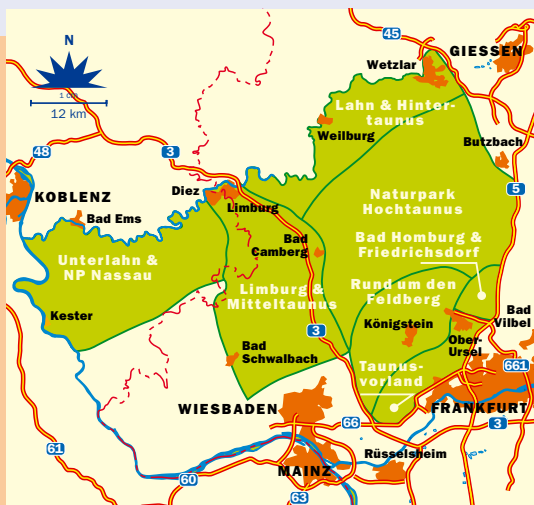 N
1 cm
12 km
45
GIESSEN
Wetzlar
Lahn & Hinter-
taunus
Weilburg
Butzbach
48
3
5
KOBLENZ
Diez
Limburg
Naturpark
Hochtaunus
Bad Ems
Bad
Camberg
Bad Homburg &
Friedrichsdorf
Unterlahn &
NP Nassau
Limburg &
Mitteltaunus
Rund um den
Feldberg
Kester
Königstein
Bad
Vilbel
3
Ober-
Ursel
Bad
Schwalbach
Taunus-
vorland
661
WIESBADEN
FRANKFURT
66
3
61
Rüsselsheim
60
MAINZ
63